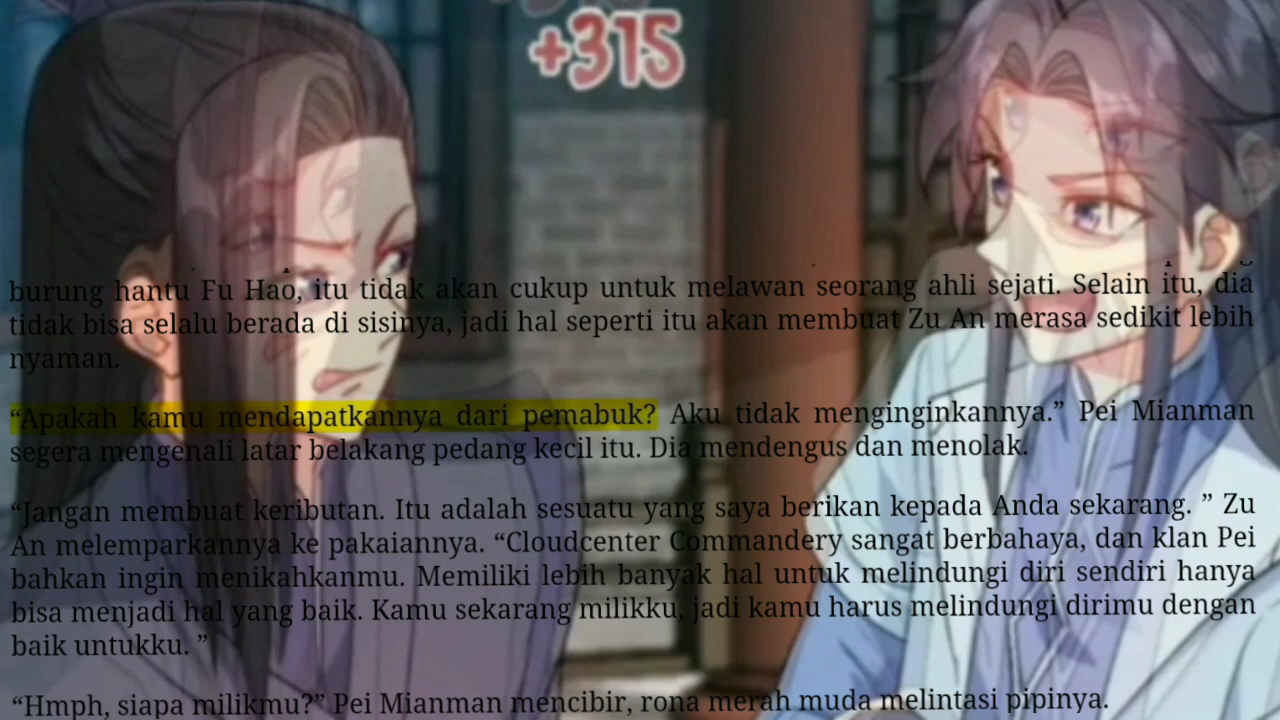 +315
burung hantu Fu Hao, itu tidak akan cukup untuk melawan seorang ahli sejati. Selain itu, dia
tidak bisa selalu berada di sisinya, jadi hal seperti itu akan membuat Zu An merasa sedikit lebih
nyaman.
“Apakah kamu mendapatkannya dari pemabuk? Aku tidak menginginkannya.” Pei Mianman
segera mengenali latar belakang pedang kecil itu. Dia mendengus dan menolak.
“Jangan membuat keributan. Itu adalah sesuatu yang saya berikan kepada Anda sekarang. ” Zu
An melemparkannya ke pakaiannya. “Cloudcenter Commandery sangat berbahaya, dan klan Pei
bahkan ingin menikahkanmu. Memiliki lebih banyak hal untuk melindungi diri sendiri hanya
bisa menjadi hal yang baik. Kamu sekarang milikku, jadi kamu harus melindungi dirimu dengan
baik untukku. ”
“Hmph, siapa milikmu?” Pei Mianman mencibir, rona merah muda melintasi pipinya.